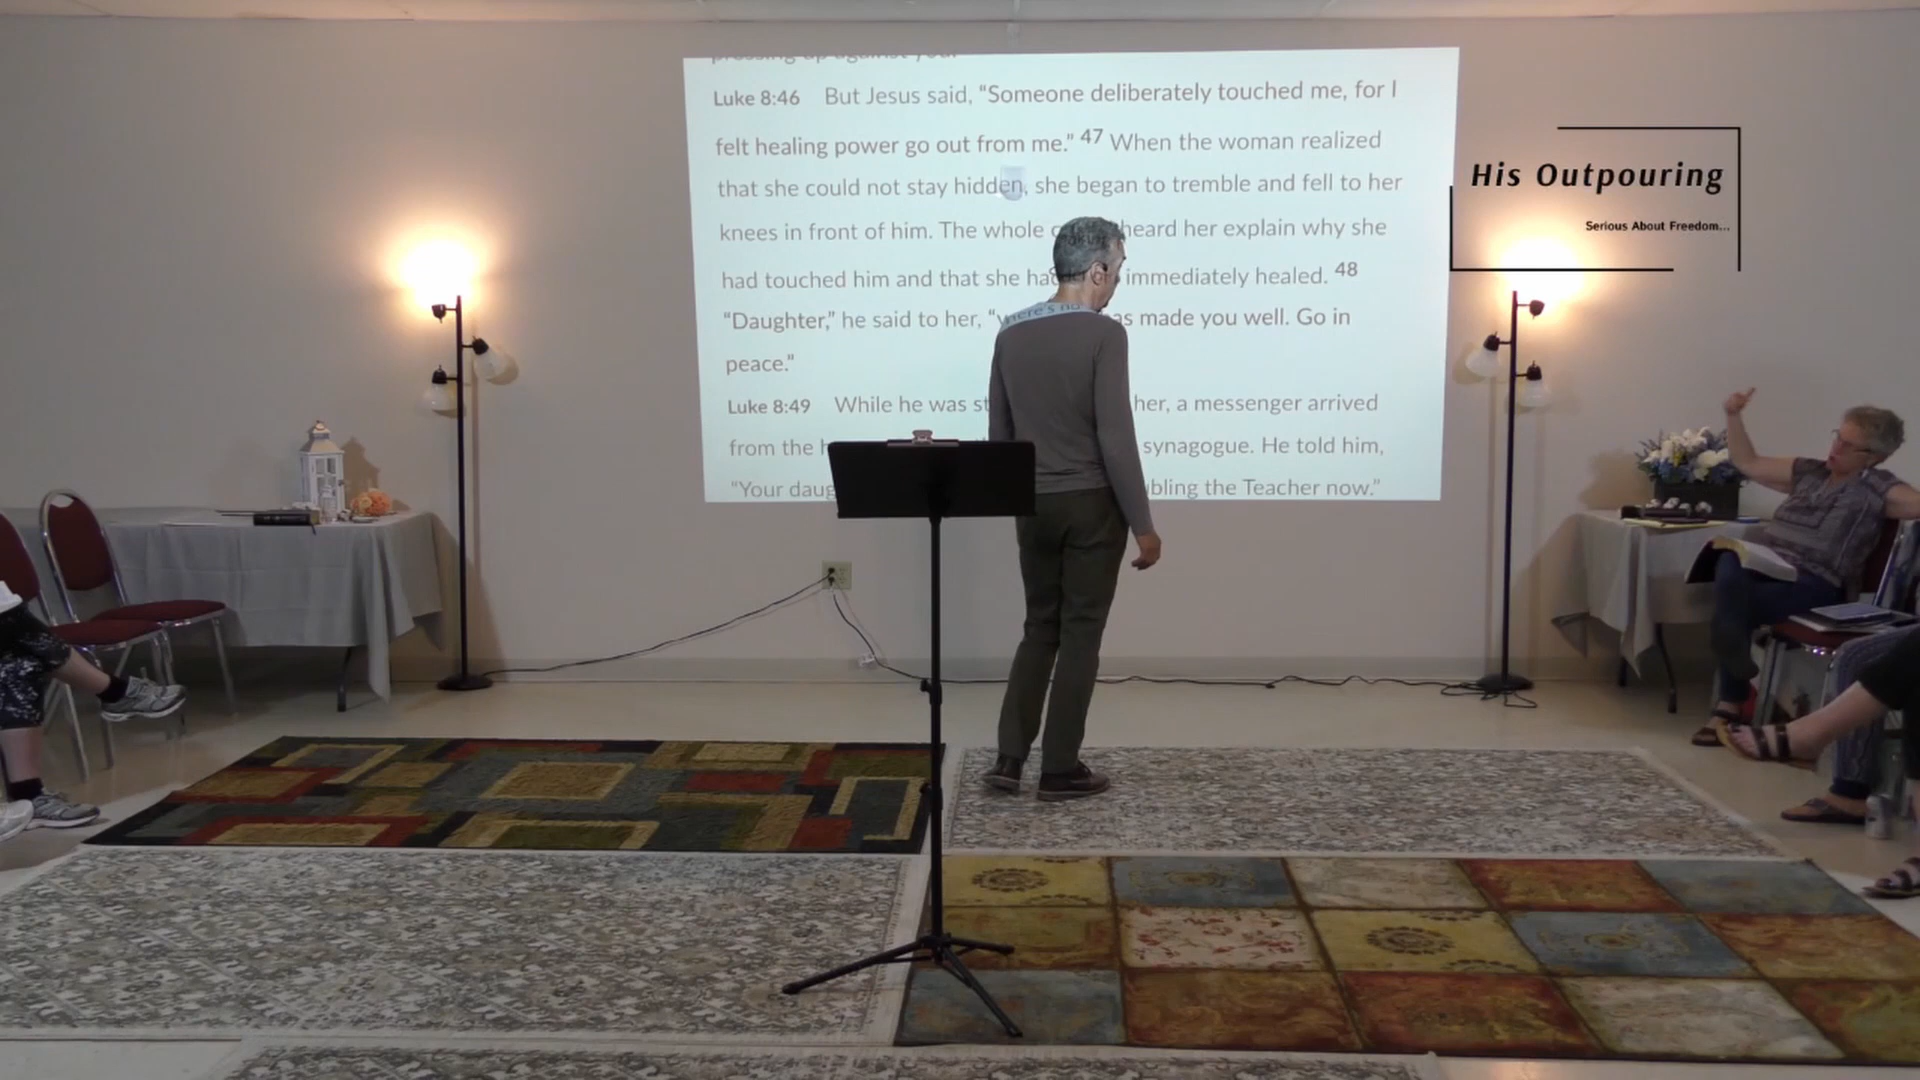 pressing up against you."
Luke 8:46 But Jesus said, "Someone deliberately touched me, for I
felt healing power go out from me." 47 When the woman realized
that she could not stay hidden, she began to tremble and fell to her
knees in front of him. The whole heard her explain why she
had touched him and that she immediately healed. 48
"Daughter," he said to her, " made you well. Go in
peace."
Luke 8:49 While he was her, a messenger arrived
from the synagogue. He told him,
"Your the Teacher now."
His Outpouring
Serious About Freedom...